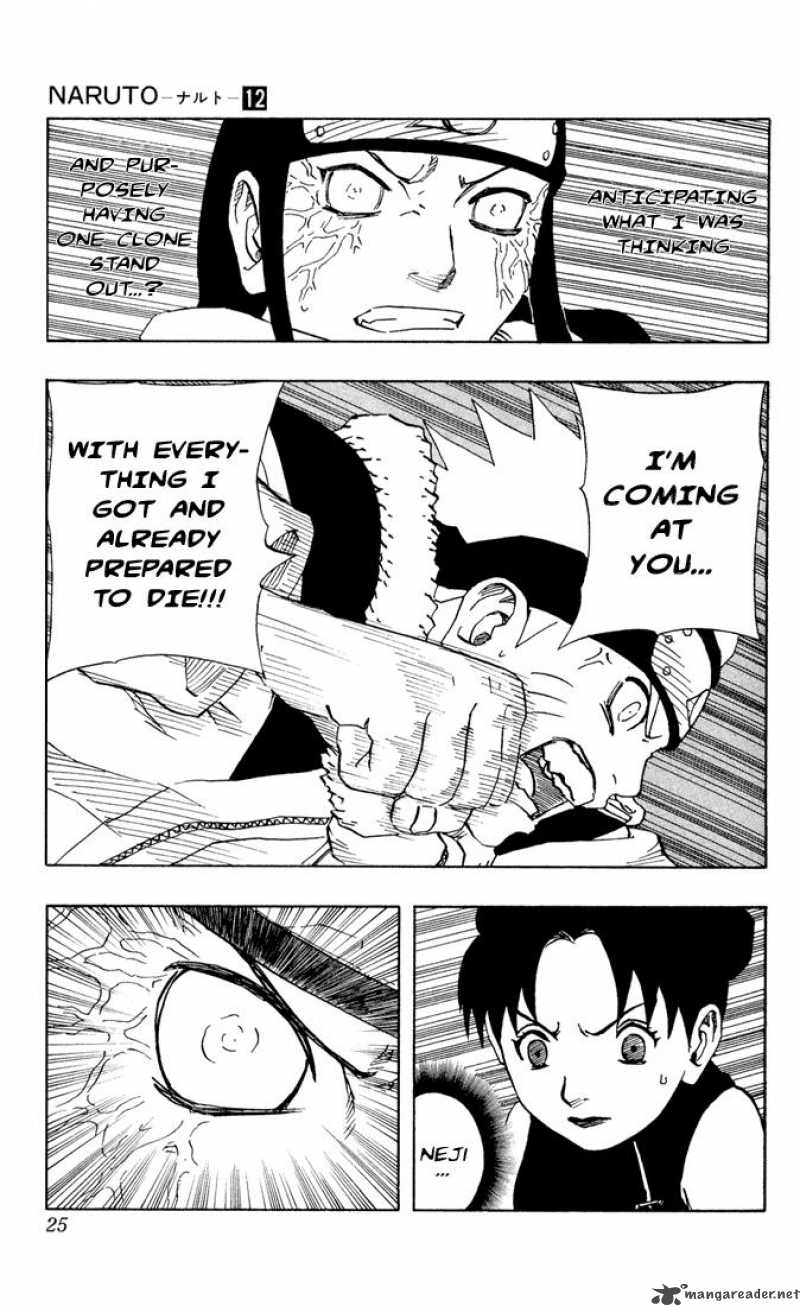 NARUTO—ナルト—12
ANTICIPATING
WHAT I WAS
THINKING
AND PUR-
POSELY
HAVING
ONE CLONE
STAND
OUT...?
I'M
COMING
AT
YOU...
WITH EVERY-
THING I
GOT AND
ALREADY
PREPARED
TO DIE!!!
NEJI
...
25
mangareader.net